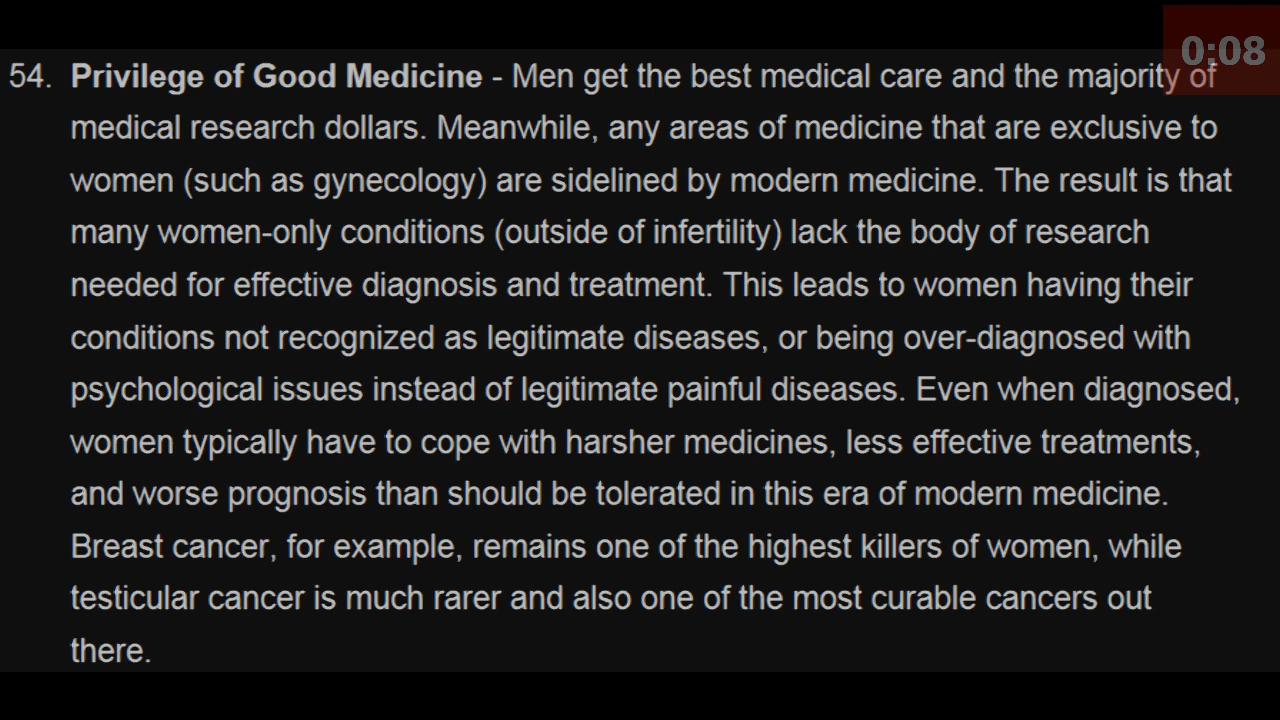 0:08
54. Privilege of Good Medicine - Men get the best medical care and the majority of
medical research dollars. Meanwhile, any areas of medicine that are exclusive to
women (such as gynecology) are sidelined by modern medicine. The result is that
many women-only conditions (outside of infertility) lack the body of research
needed for effective diagnosis and treatment. This leads to women having their
conditions not recognized as legitimate diseases, or being over-diagnosed with
psychological issues instead of legitimate painful diseases. Even when diagnosed,
women typically have to cope with harsher medicines, less effective treatments,
and worse prognosis than should be tolerated in this era of modern medicine.
Breast cancer, for example, remains one of the highest killers of women, while
testicular cancer is much rarer and also one of the most curable cancers out
there.